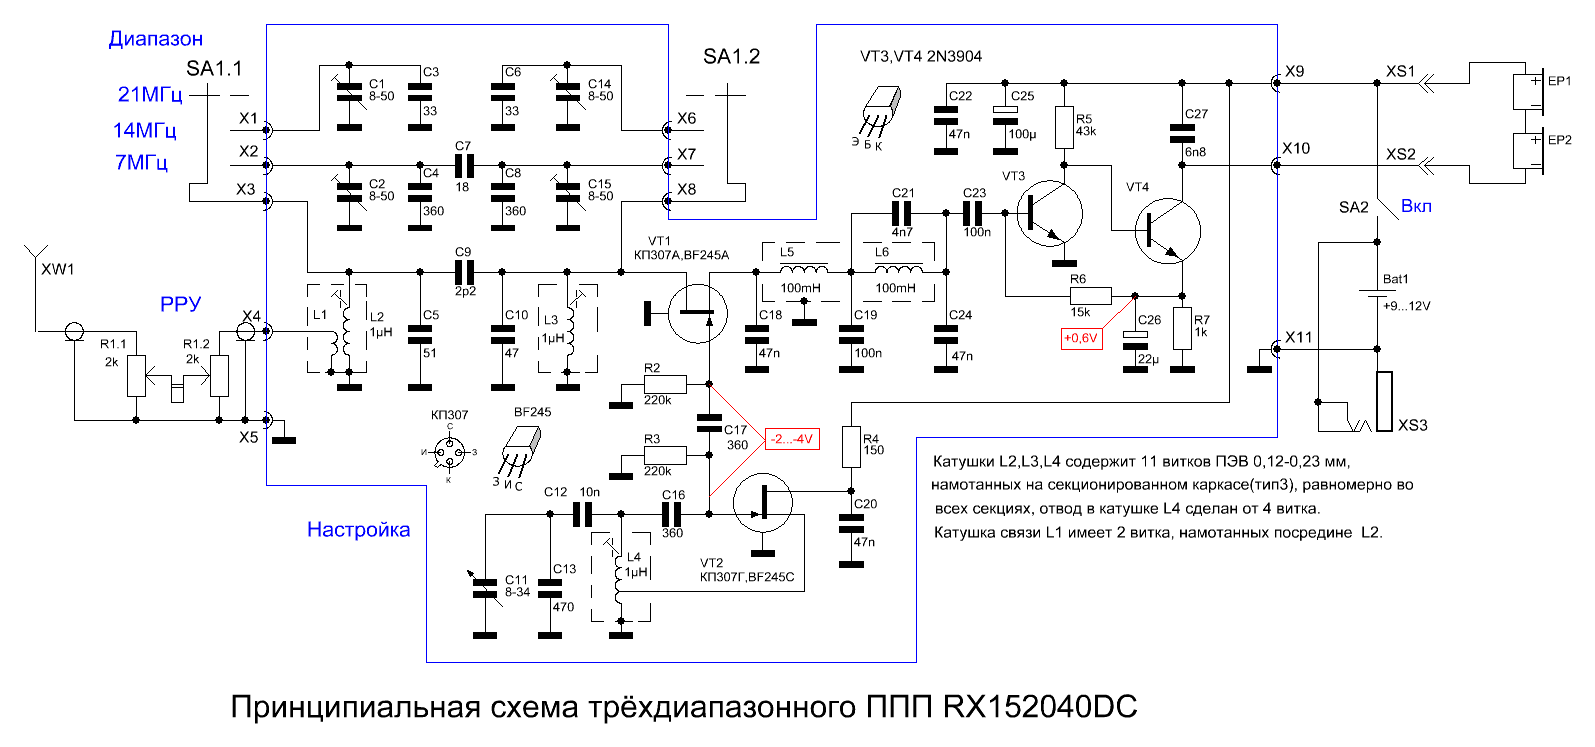 Диапазон
SA1.1
21МГц
14МГц
7МГц
X1
X2
X3
C1
8-50
C3
33
C6
33
C14
8-50
SA1.2
X6
X7
X8
C2
8-50
C4
360
C7
18
C8
360
C15
8-50
VT3,VT4 2N3904
Э Б К
C22
47n
C25
100µ
R5
43k
C27
6n8
X9
X10
XS1
XS2
EP1
EP2
VT3
VT4
SA2
Вкл
Bat1
+9...12V
X11
XS3
XW1
РРУ
X4
X5
R1.1
2k
R1.2
2k
L1
L2
1µH
C5
51
C9
2p2
C10
47
L3
1µH
VT1
КП307А,BF245A
L5
100mH
L6
100mH
C21
4n7
C23
100n
C18
47n
C19
100n
C24
47n
R6
15k
+0,6V
C26
22µ
R7
1k
R2
220k
R3
220k
C17
360
-2...-4V
R4
150
C20
47n
КП307
С
И
З
К
BF245
З И С
Настройка
C12
10n
C16
360
C11
8-34
C13
470
L4
1µH
VT2
КП307Г,BF245C
Катушки L2,L3,L4 содержит 11 витков ПЭВ 0,12-0,23 мм,
намотанных на секционированном каркасе(тип3), равномерно во
всех секциях, отвод в катушке L4 сделан от 4 витка.
Катушка связи L1 имеет 2 витка, намотанных посредине L2.
Принципиальная схема трёхдиапазонного ППП RX152040DC